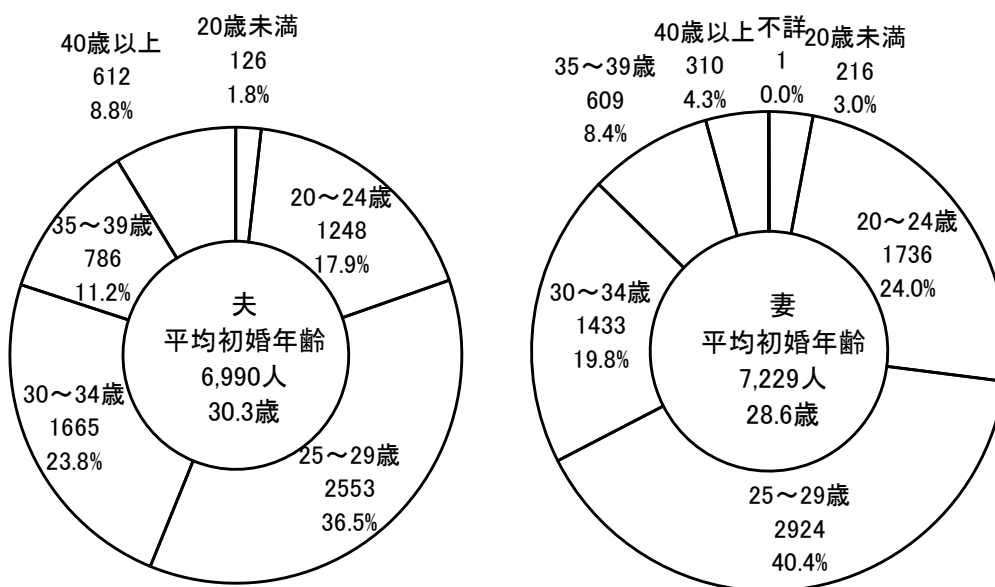 20歳未満
126
1.8%
20～24歳
1248
17.9%
25～29歳
2553
36.5%
30～34歳
1665
23.8%
35～39歳
786
11.2%
40歳以上
612
8.8%
夫
平均初婚年齢
6,990人
30.3歳
不詳
1
0.0%
20歳未満
216
3.0%
20～24歳
1736
24.0%
25～29歳
2924
40.4%
30～34歳
1433
19.8%
35～39歳
609
8.4%
40歳以上
310
4.3%
妻
平均初婚年齢
7,229人
28.6歳